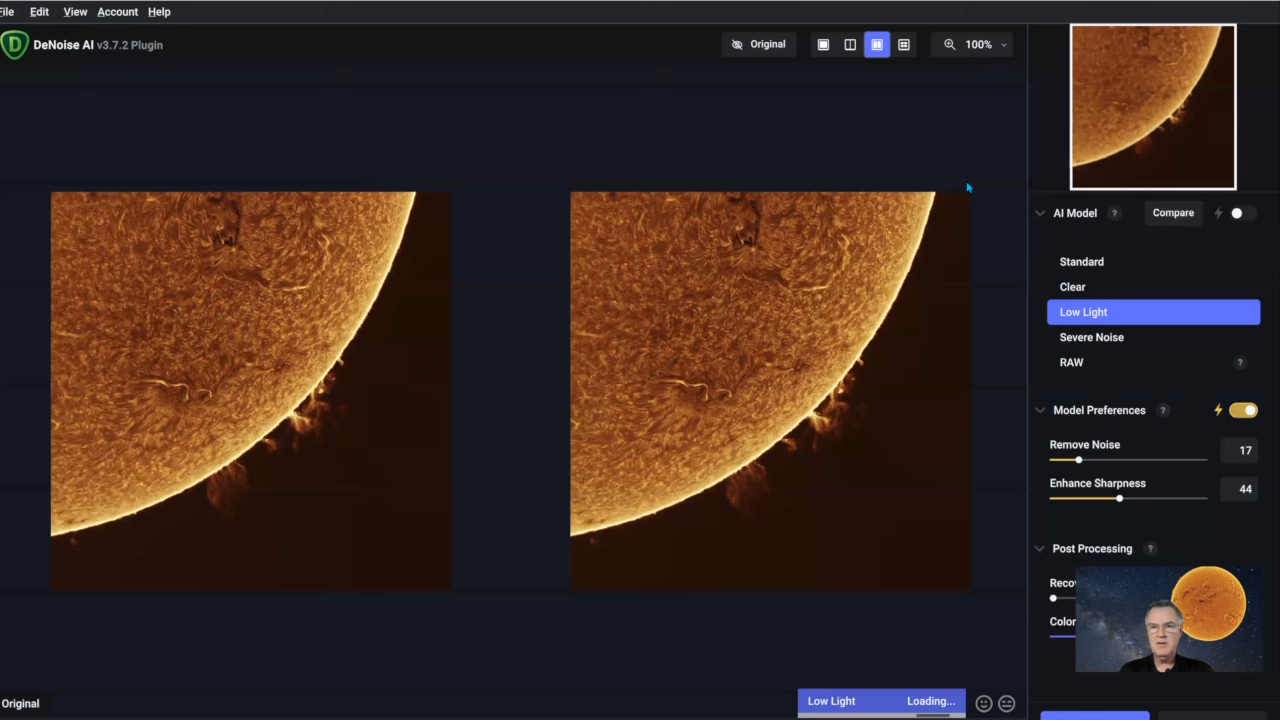 File Edit View Account Help
DeNoise AI v3.7.2 Plugin
Original
100%
AI Model ? Compare
Standard
Clear
Low Light
Severe Noise
RAW ?
Model Preferences ?
Remove Noise 17
Enhance Sharpness 44
Post Processing ?
Reco
Color
Original
Low Light Loading...